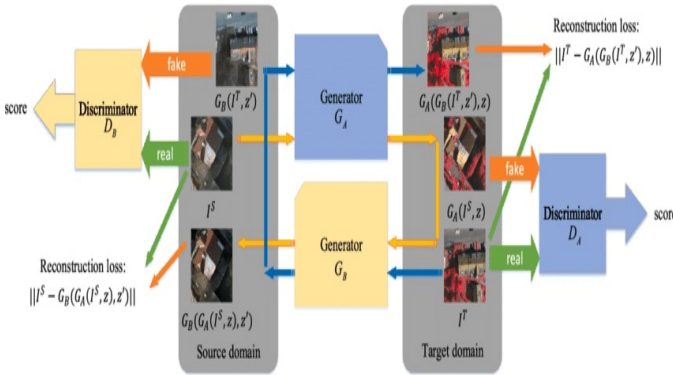 Reconstruction loss:
||I^T − G_A(G_B(I^T, z'), z)||
fake
G_B(I^T, z')
Generator
G_A
G_A(G_B(I^T, z'), z)
score
Discriminator
D_B
real
I^S
fake
G_A(I^S, z)
Discriminator
D_A
score
Generator
G_B
real
Reconstruction loss:
||I^S − G_B(G_A(I^S, z), z')||
G_B(G_A(I^S, z), z')
I^T
Source domain
Target domain